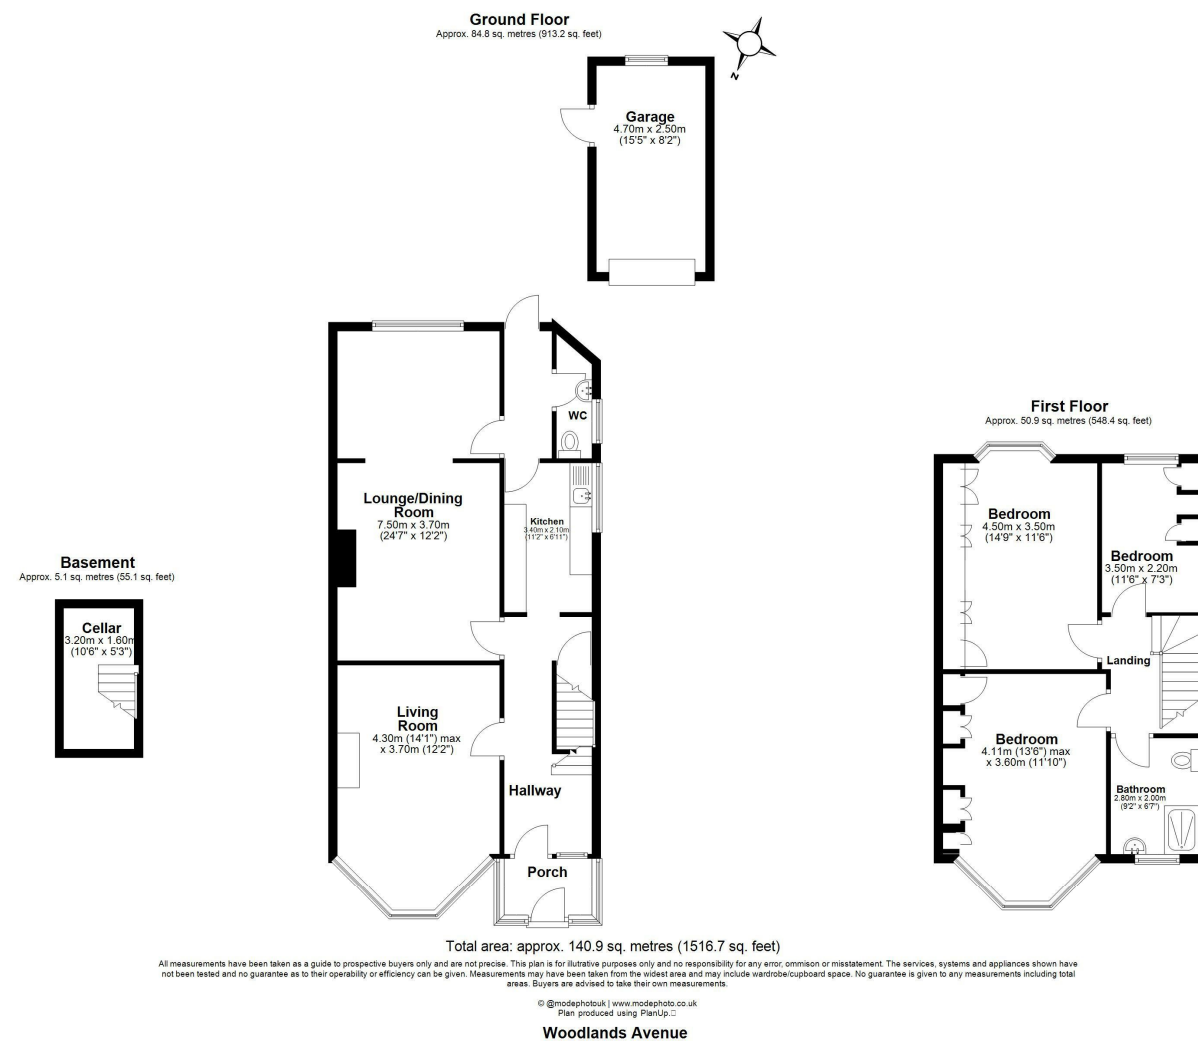 Ground Floor
Approx. 84.8 sq. metres (913.2 sq. feet)
N
Garage
4.70m x 2.50m
(15'5" x 8'2")
WC
Lounge/Dining
Room
7.50m x 3.70m
(24'7" x 12'2")
Kitchen
3.40m x 2.10m
(11'2" x 6'11")
Living
Room
4.30m (14'1") max
x 3.70m (12'2")
Hallway
Porch
Basement
Approx. 5.1 sq. metres (55.1 sq. feet)
Cellar
3.20m x 1.60m
(10'6" x 5'3")
First Floor
Approx. 50.9 sq. metres (548.4 sq. feet)
Bedroom
4.50m x 3.50m
(14'9" x 11'6")
Bedroom
3.50m x 2.20m
(11'6" x 7'3")
Landing
Bedroom
4.11m (13'6") max
x 3.60m (11'10")
Bathroom
2.80m x 2.00m
(9'2" x 6'7")
Total area: approx. 140.9 sq. metres (1516.7 sq. feet)
All measurements have been taken as a guide to prospective buyers only and are not precise. This plan is for illutrative purposes only and no responsibility for any error, ommison or misstatement. The services, systems and appliances shown have
not been tested and no guarantee as to their operability or efficiency can be given. Measurements may have been taken from the widest area and may include wardrobe/cupboard space. No guarantee is given to any measurements including total
areas. Buyers are advised to take their own measurements.
© @modephotouk | www.modephoto.co.uk
Plan produced using PlanUp.
Woodlands Avenue